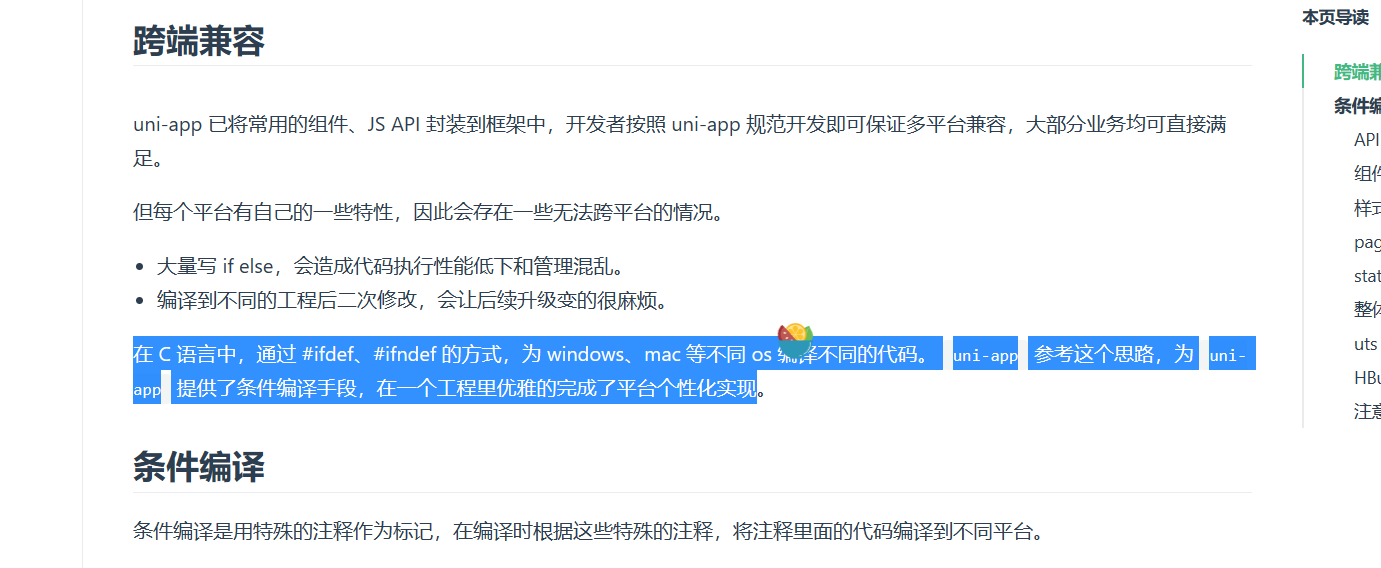 跨端兼容
uni-app 已将常用的组件、JS API 封装到框架中，开发者按照 uni-app 规范开发即可保证多平台兼容，大部分业务均可直接满
足。
但每个平台有自己的一些特性，因此会存在一些无法跨平台的情况。
大量写 if else，会造成代码执行性能低下和管理混乱。
编译到不同的工程后二次修改，会让后续升级变的很麻烦。
在 C 语言中，通过 #ifdef、#ifndef 的方式，为 windows、mac 等不同 os 编译不同的代码。 uni-app 参考这个思路，为 uni-
app 提供了条件编译手段，在一个工程里优雅的完成了平台个性化实现。
条件编译
条件编译是用特殊的注释作为标记，在编译时根据这些特殊的注释，将注释里面的代码编译到不同平台。
本页导读
跨端兼
条件编
API
组件
样式
pag
stat
整体
uts
HBu
注意